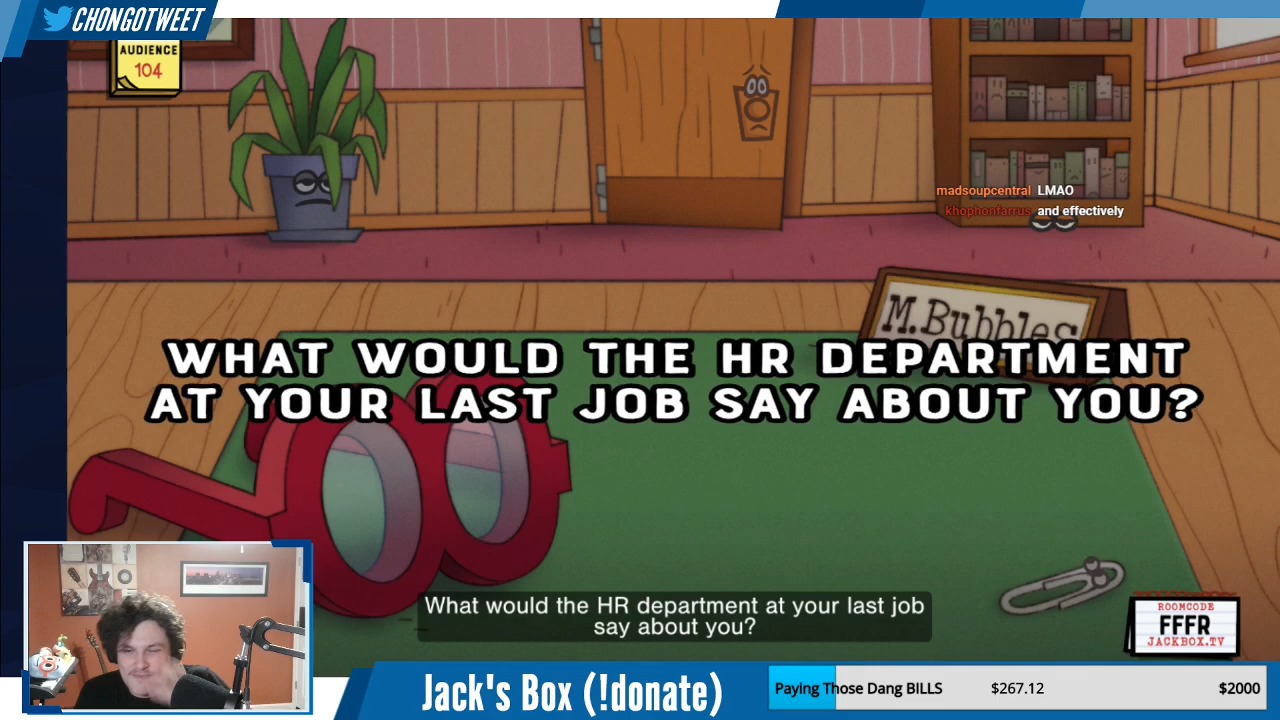 CHONGOTWEET
AUDIENCE
104
madsoupcentral LMAO
khophonfarrus and effectively
M.Bubbles
WHAT WOULD THE HR DEPARTMENT
AT YOUR LAST JOB SAY ABOUT YOU?
What would the HR department at your last job
say about you?
ROOMCODE
FFFR
JACKBOX.TV
Jack's Box (!donate)
Paying Those Dang BILLS $267.12 $2000